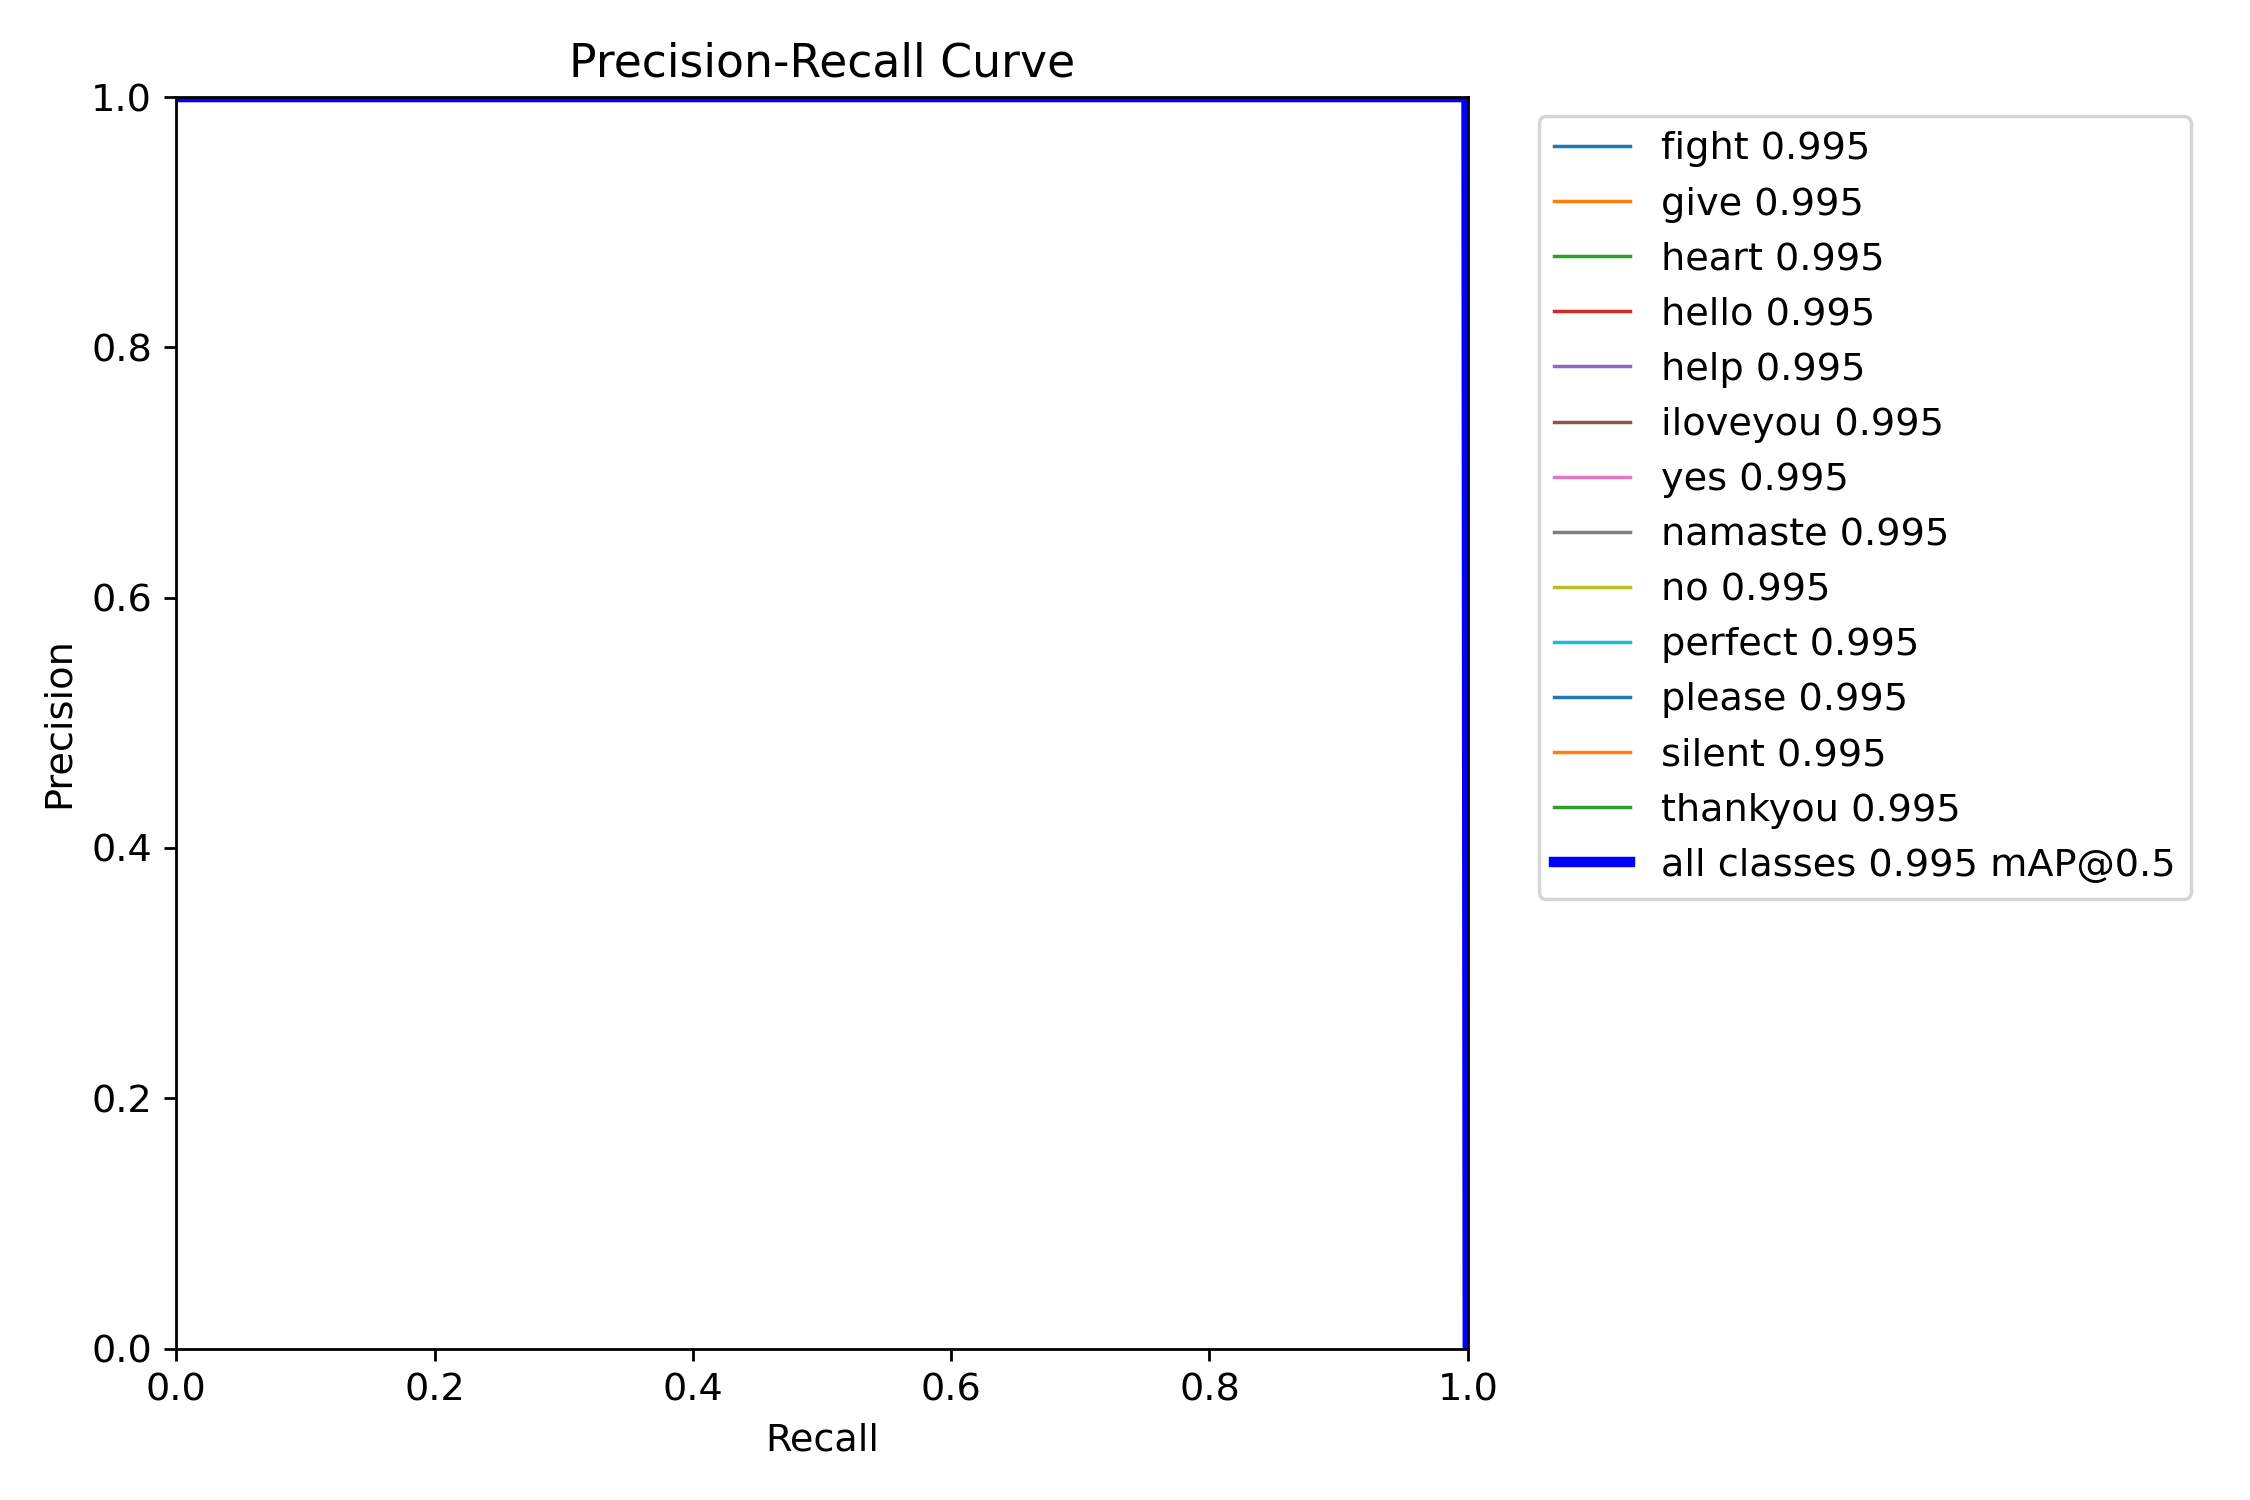 Precision-Recall Curve
1.0
0.8
0.6
0.4
0.2
0.0
Precision
0.0 0.2 0.4 0.6 0.8 1.0
Recall
fight 0.995
give 0.995
heart 0.995
hello 0.995
help 0.995
iloveyou 0.995
yes 0.995
namaste 0.995
no 0.995
perfect 0.995
please 0.995
silent 0.995
thankyou 0.995
all classes 0.995 mAP@0.5